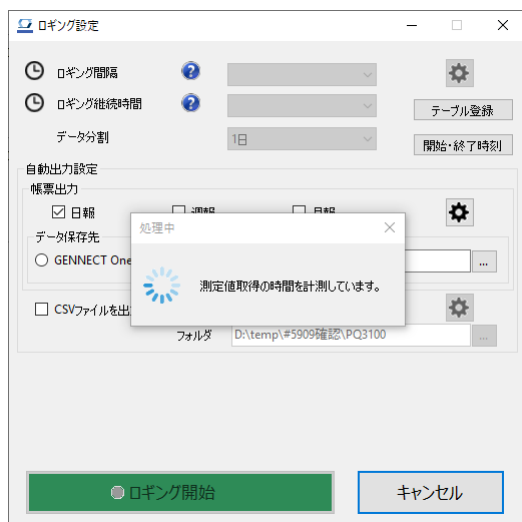 ロギング設定
ロギング間隔
ロギング継続時間
テーブル登録
データ分割
1日
開始・終了時刻
自動出力設定
帳票出力
日報
処理中
データ保存先
GENNECT One
...
測定値取得の時間を計測しています。
CSVファイルを出
フォルダ
D:\temp\#5909確認\PQ3100
...
ロギング開始
キャンセル